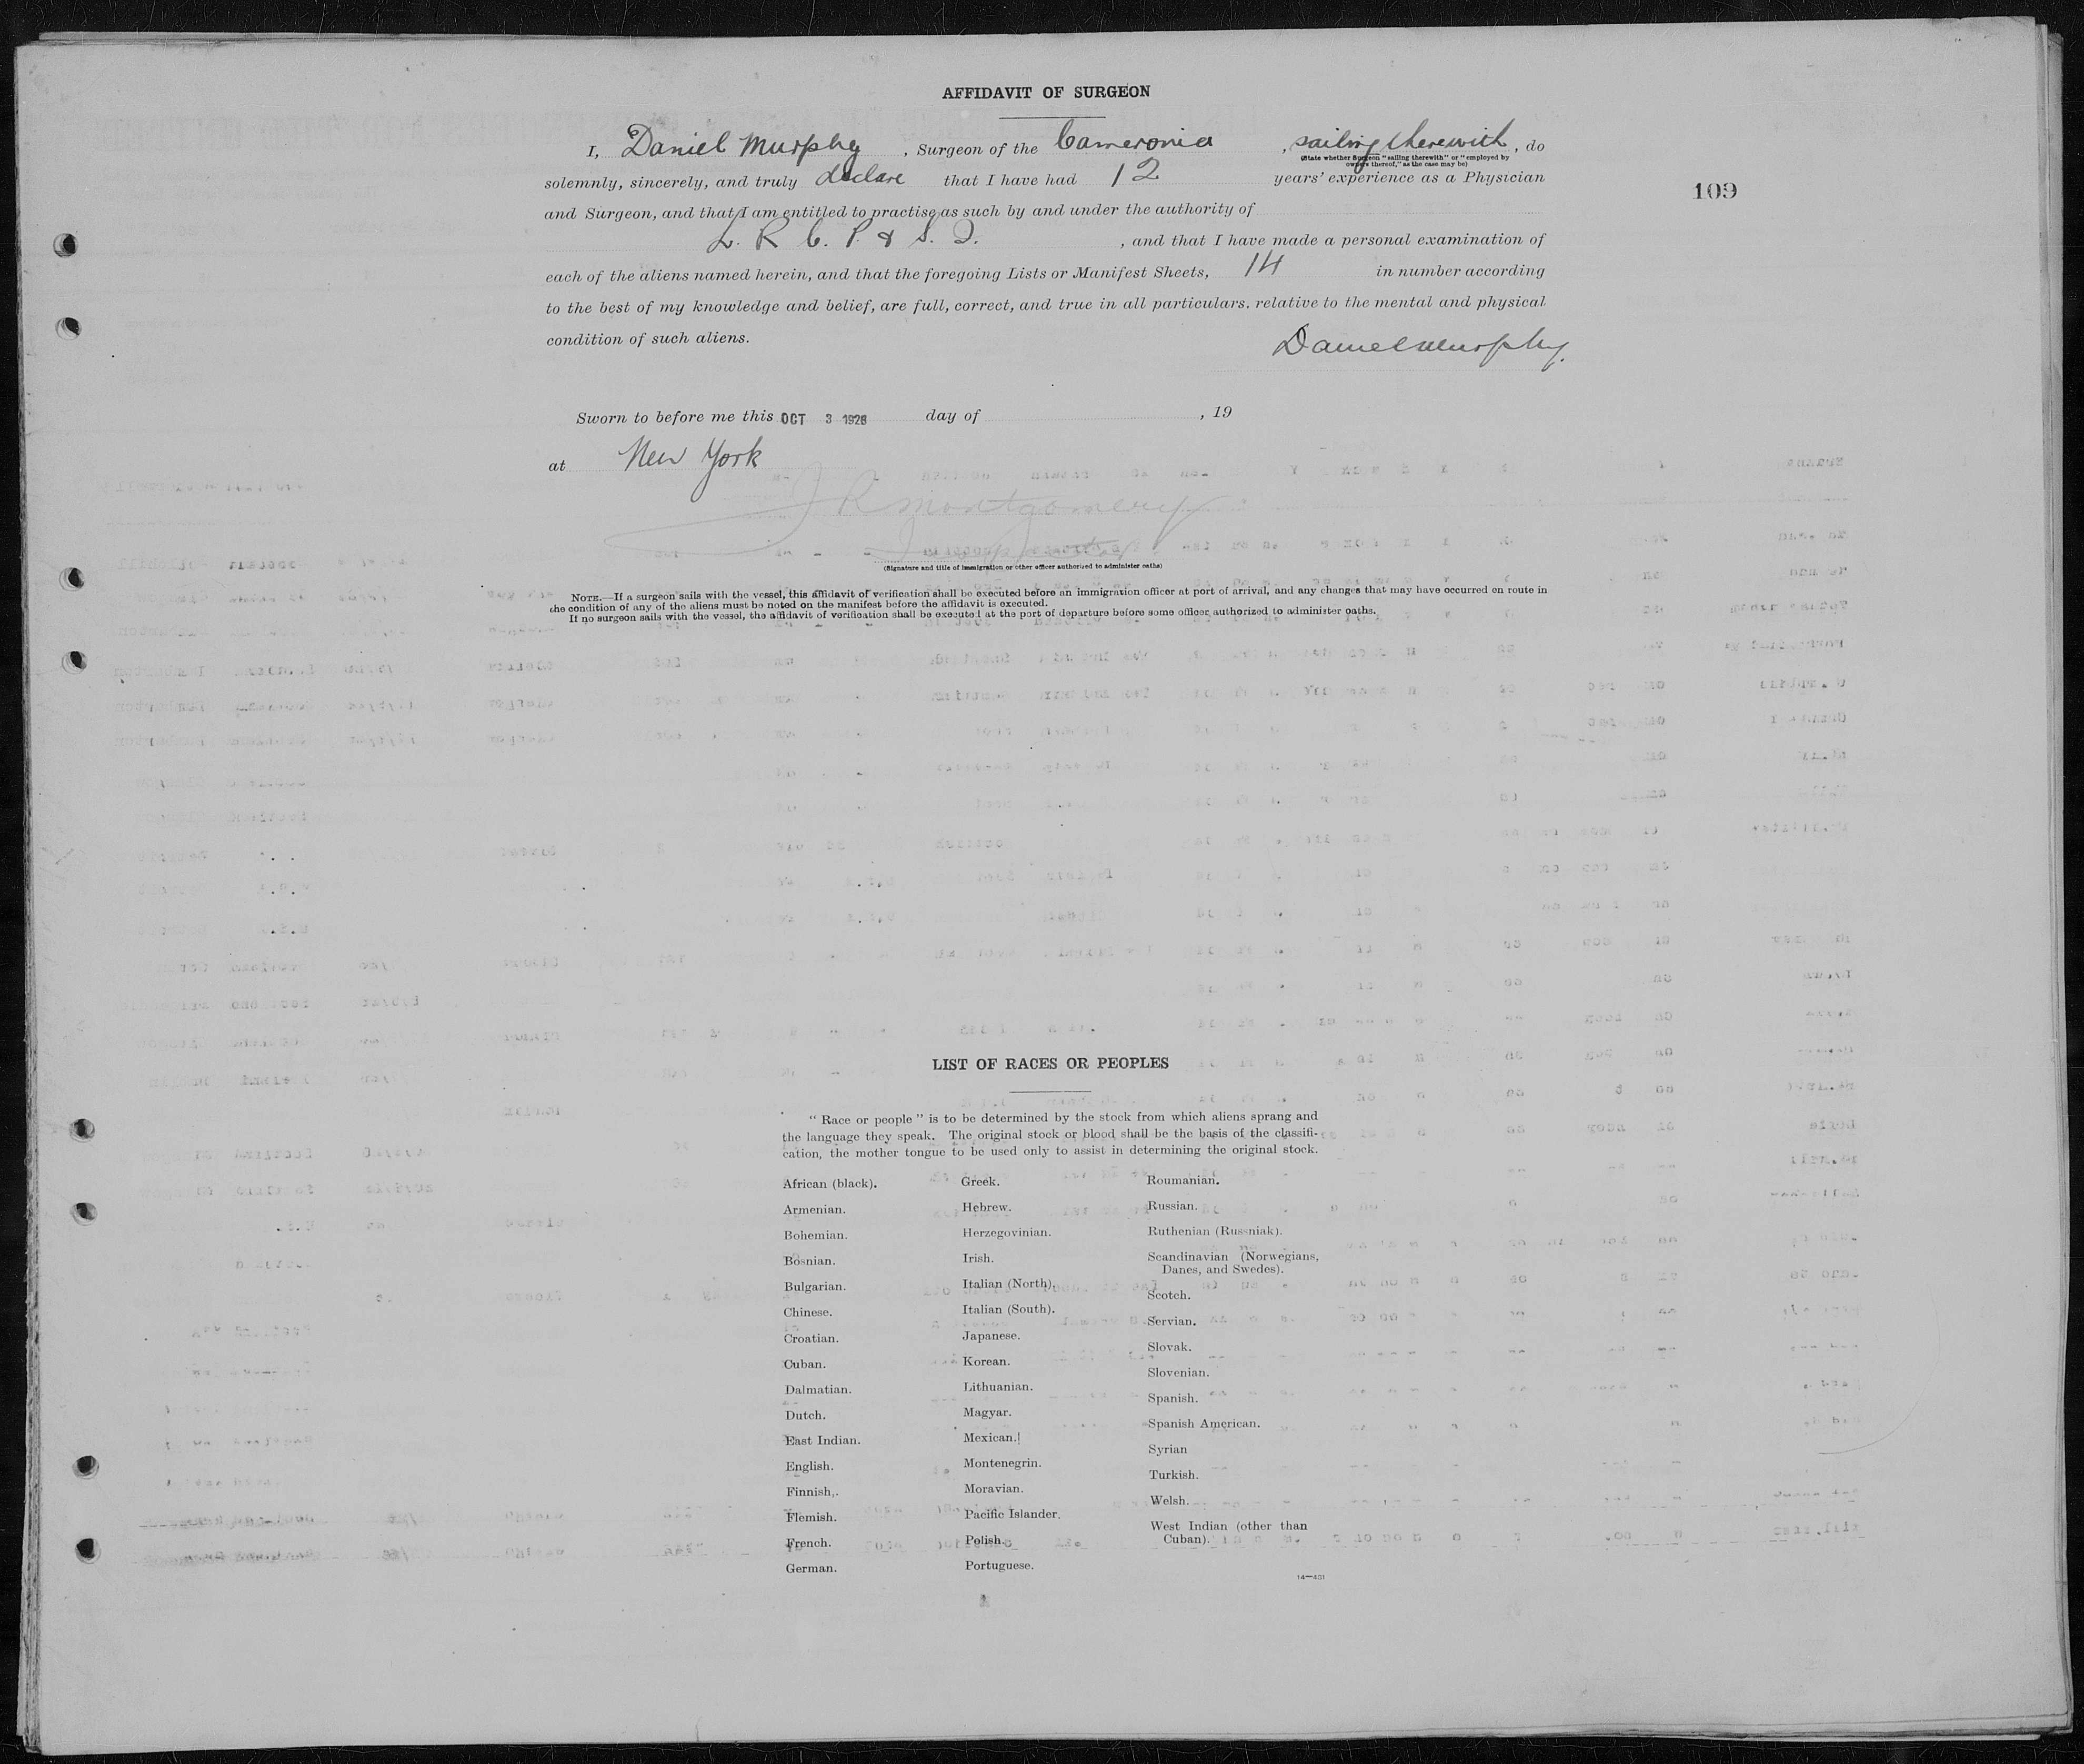 AFFIDAVIT OF SURGEON
I, Daniel Murphy, Surgeon of the Cameronia, sailing therewith, do
(State whether Surgeon "sailing therewith" or "employed by
owners thereof," as the case may be)
solemnly, sincerely, and truly declare that I have had 12 years' experience as a Physician
109
and Surgeon, and that I am entitled to practise as such by and under the authority of
L. R. C. P. & S. I. , and that I have made a personal examination of
each of the aliens named herein, and that the foregoing Lists or Manifest Sheets, 14 in number according
to the best of my knowledge and belief, are full, correct, and true in all particulars. relative to the mental and physical
condition of such aliens.
Daniel Murphy.
Sworn to before me this OCT 3 1926 day of , 19
at New York
J R Montgomery
(Signature and title of immigration or other officer authorized to administer oaths)
NOTE.—If a surgeon sails with the vessel, this affidavit of verification shall be executed before an immigration officer at port of arrival, and any changes that may have occurred en route in
the condition of any of the aliens must be noted on the manifest before the affidavit is executed.
If no surgeon sails with the vessel, the affidavit of verification shall be executed at the port of departure before some officer authorized to administer oaths.
LIST OF RACES OR PEOPLES
"Race or people" is to be determined by the stock from which aliens sprang and
the language they speak. The original stock or blood shall be the basis of the classifi-
cation, the mother tongue to be used only to assist in determining the original stock.
African (black).
Armenian.
Bohemian.
Bosnian.
Bulgarian.
Chinese.
Croatian.
Cuban.
Dalmatian.
Dutch.
East Indian.
English.
Finnish.
Flemish.
French.
German.
Greek.
Hebrew.
Herzegovinian.
Irish.
Italian (North).
Italian (South).
Japanese.
Korean.
Lithuanian.
Magyar.
Mexican.
Montenegrin.
Moravian.
Pacific Islander.
Polish.
Portuguese.
Roumanian.
Russian.
Ruthenian (Russniak).
Scandinavian (Norwegians,
Danes, and Swedes).
Scotch.
Servian.
Slovak.
Slovenian.
Spanish.
Spanish American.
Syrian
Turkish.
Welsh.
West Indian (other than
Cuban).
14—431